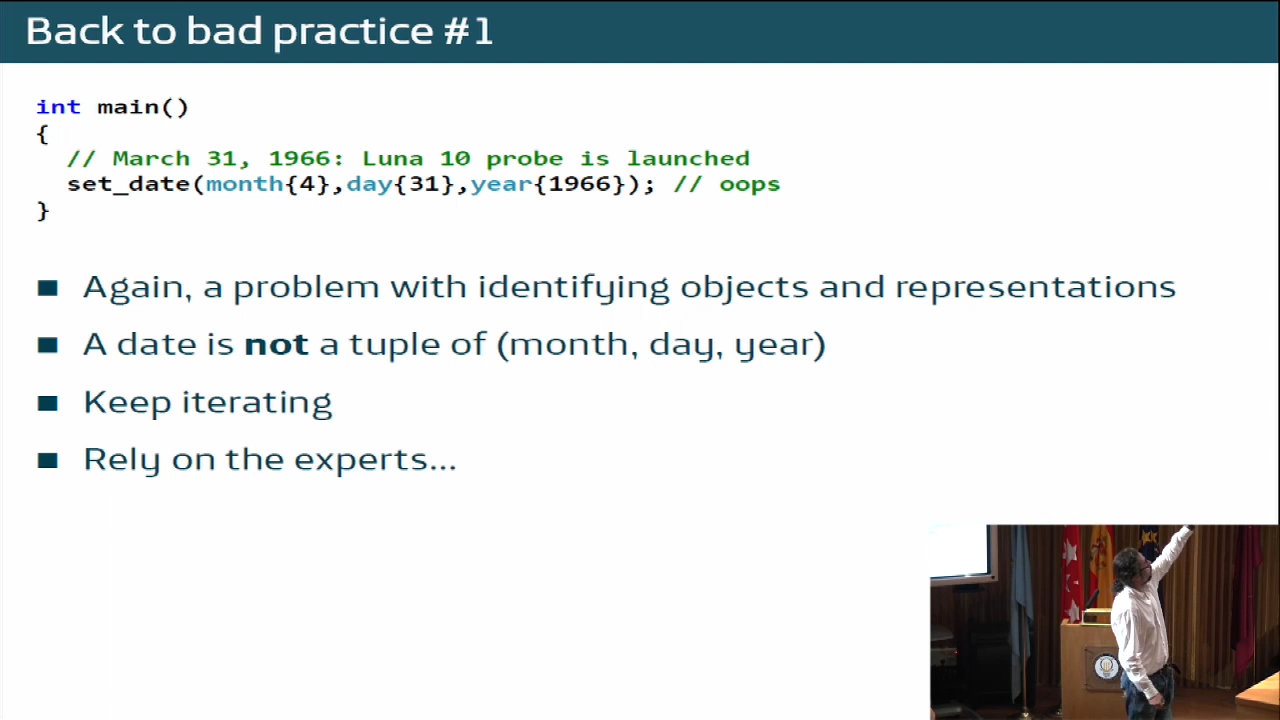 Back to bad practice #1
int main()
{
// March 31, 1966: Luna 10 probe is launched
set_date(month{4},day{31},year{1966}); // oops
}
Again, a problem with identifying objects and representations
A date is not a tuple of (month, day, year)
Keep iterating
Rely on the experts...